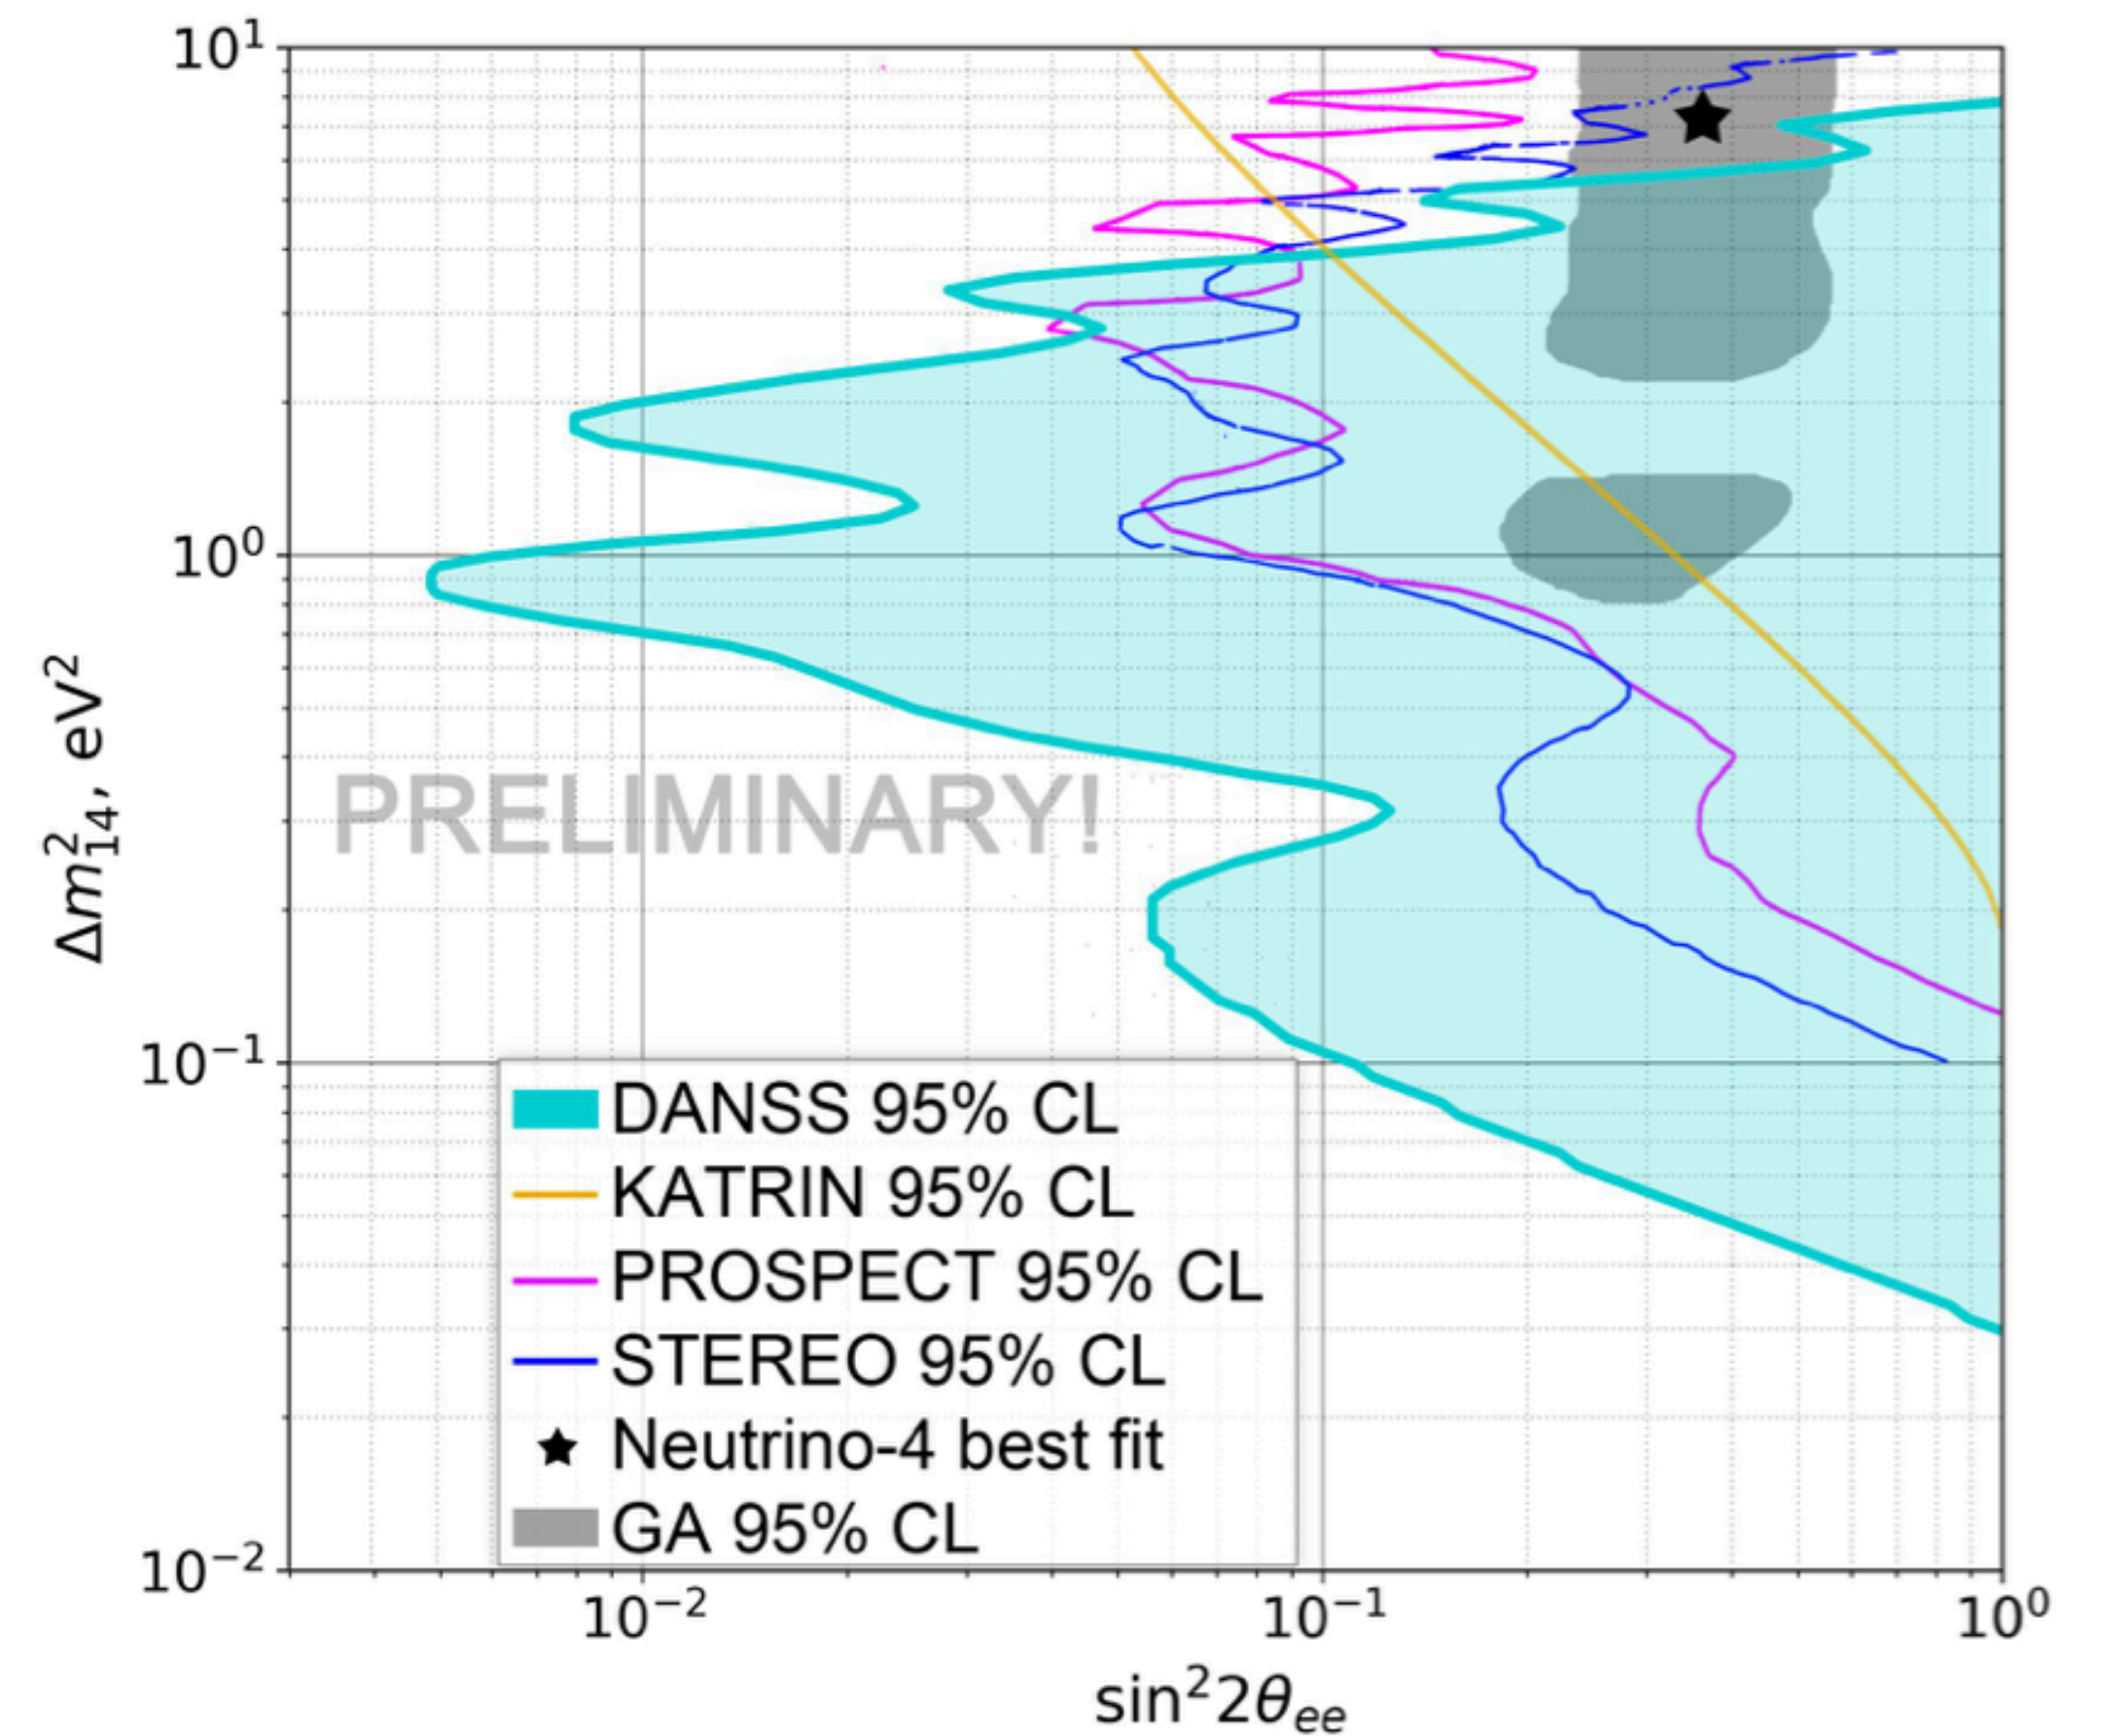 10¹
10⁰
10⁻¹
10⁻²
Δm²₁₄, eV²
PRELIMINARY!
DANSS 95% CL
KATRIN 95% CL
PROSPECT 95% CL
STEREO 95% CL
Neutrino-4 best fit
GA 95% CL
10⁻² 10⁻¹ 10⁰
sin²2θₑₑ